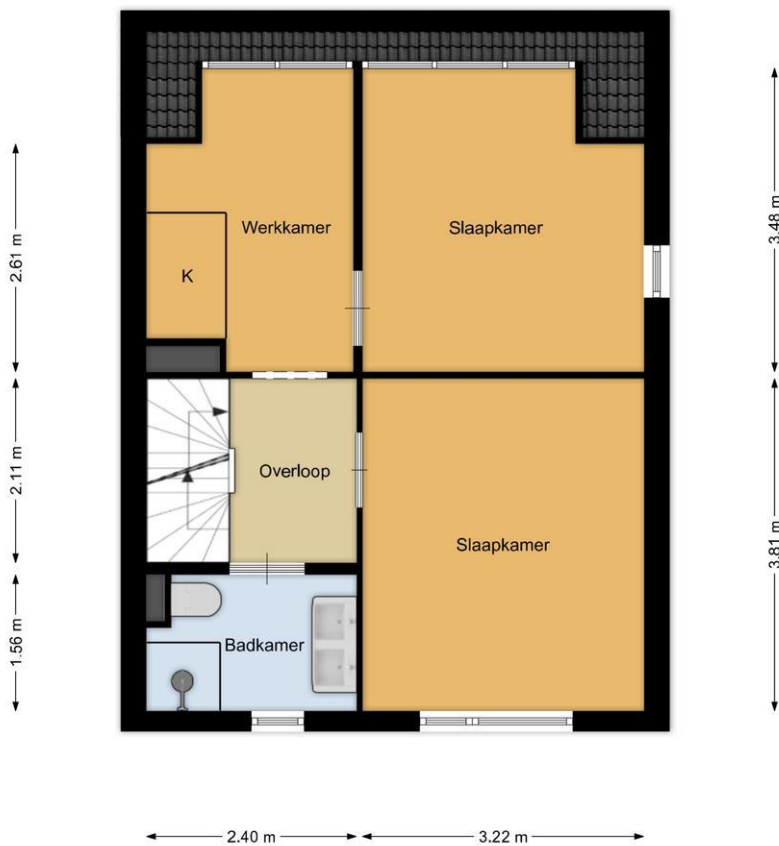 Werkkamer
Slaapkamer
K
Overloop
Slaapkamer
Badkamer
2.61 m
2.11 m
1.56 m
3.48 m
3.81 m
2.40 m
3.22 m